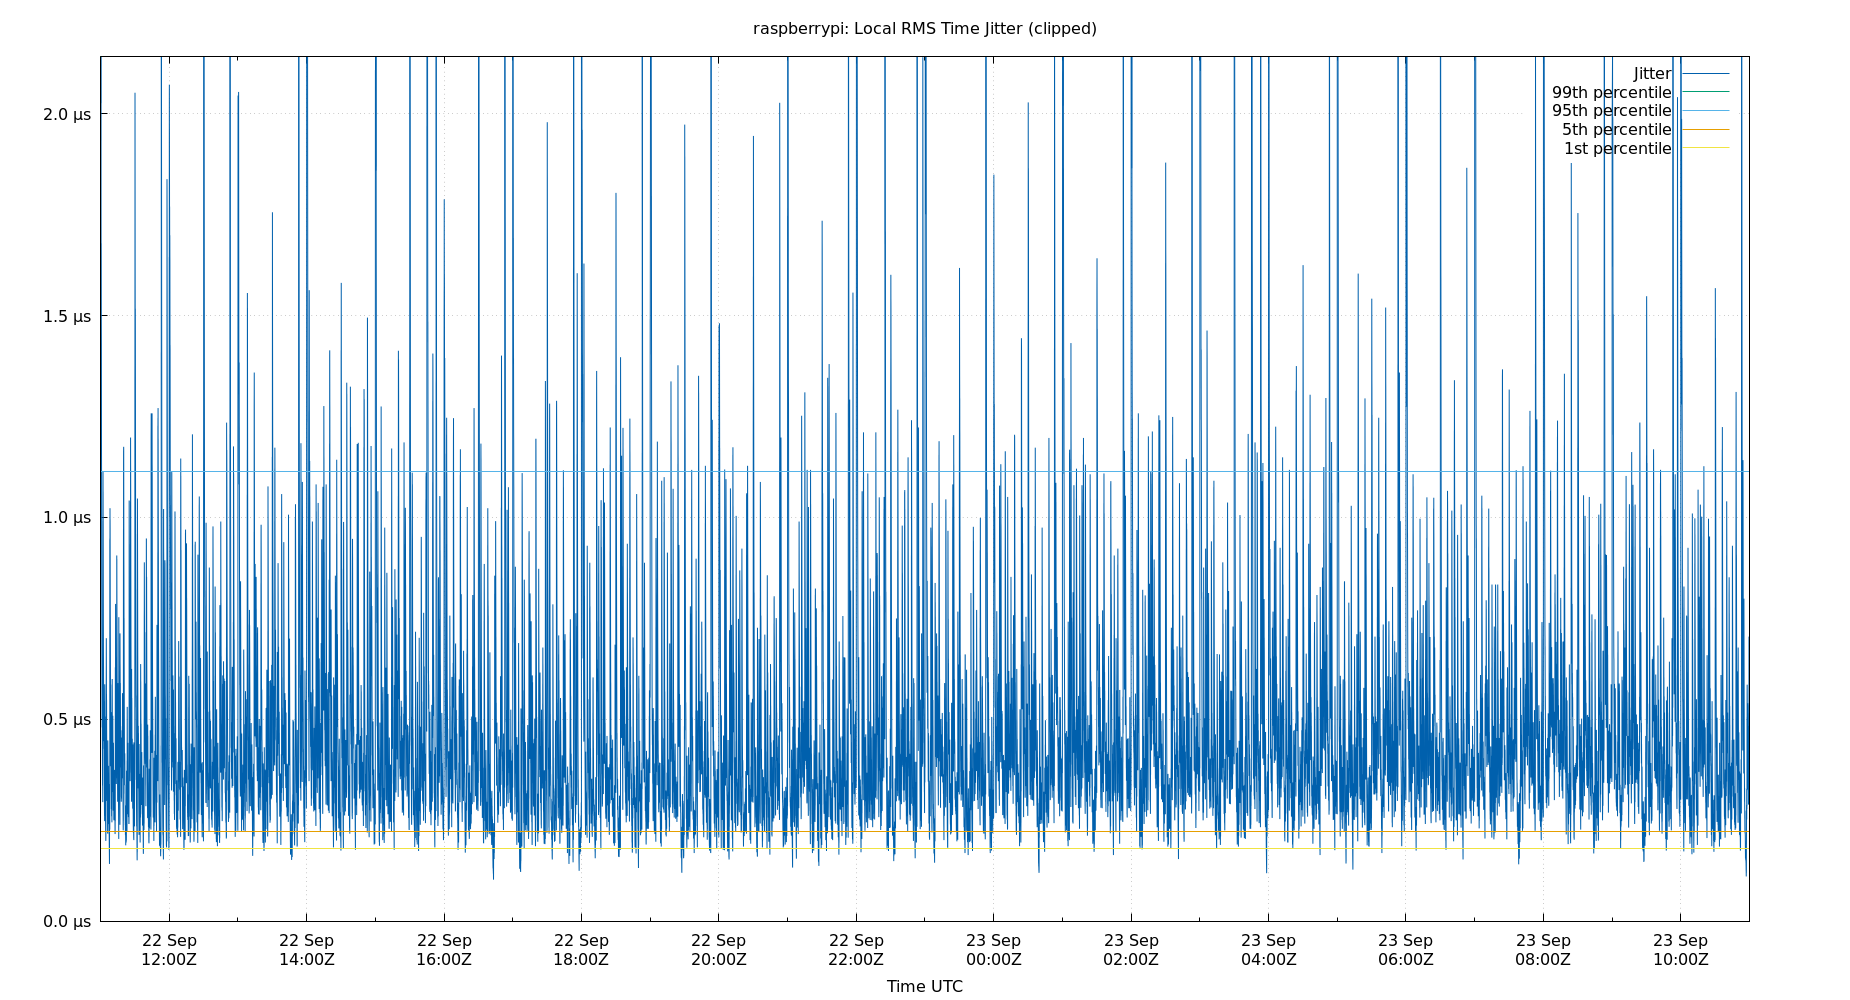 raspberrypi: Local RMS Time Jitter (clipped)
Jitter
99th percentile
95th percentile
5th percentile
1st percentile
2.0 µs
1.5 µs
1.0 µs
0.5 µs
0.0 µs
22 Sep 22 Sep 22 Sep 22 Sep 22 Sep 22 Sep 23 Sep 23 Sep 23 Sep 23 Sep 23 Sep 23 Sep
12:00Z 14:00Z 16:00Z 18:00Z 20:00Z 22:00Z 00:00Z 02:00Z 04:00Z 06:00Z 08:00Z 10:00Z
Time UTC